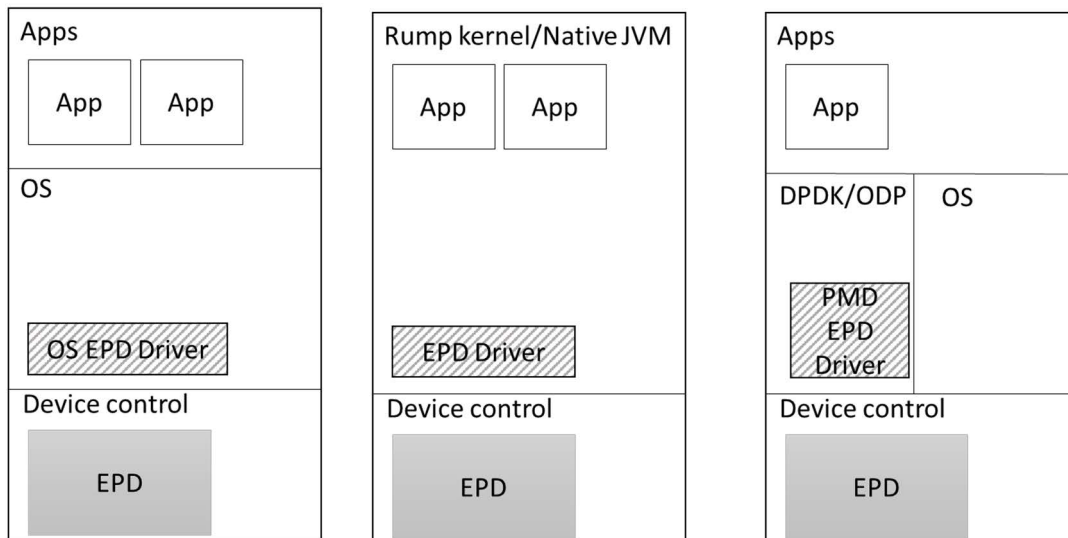 Apps
App
App
OS
OS EPD Driver
Device control
EPD
Rump kernel/Native JVM
App
App
EPD Driver
Device control
EPD
Apps
App
DPDK/ODP
OS
PMD
EPD
Driver
Device control
EPD